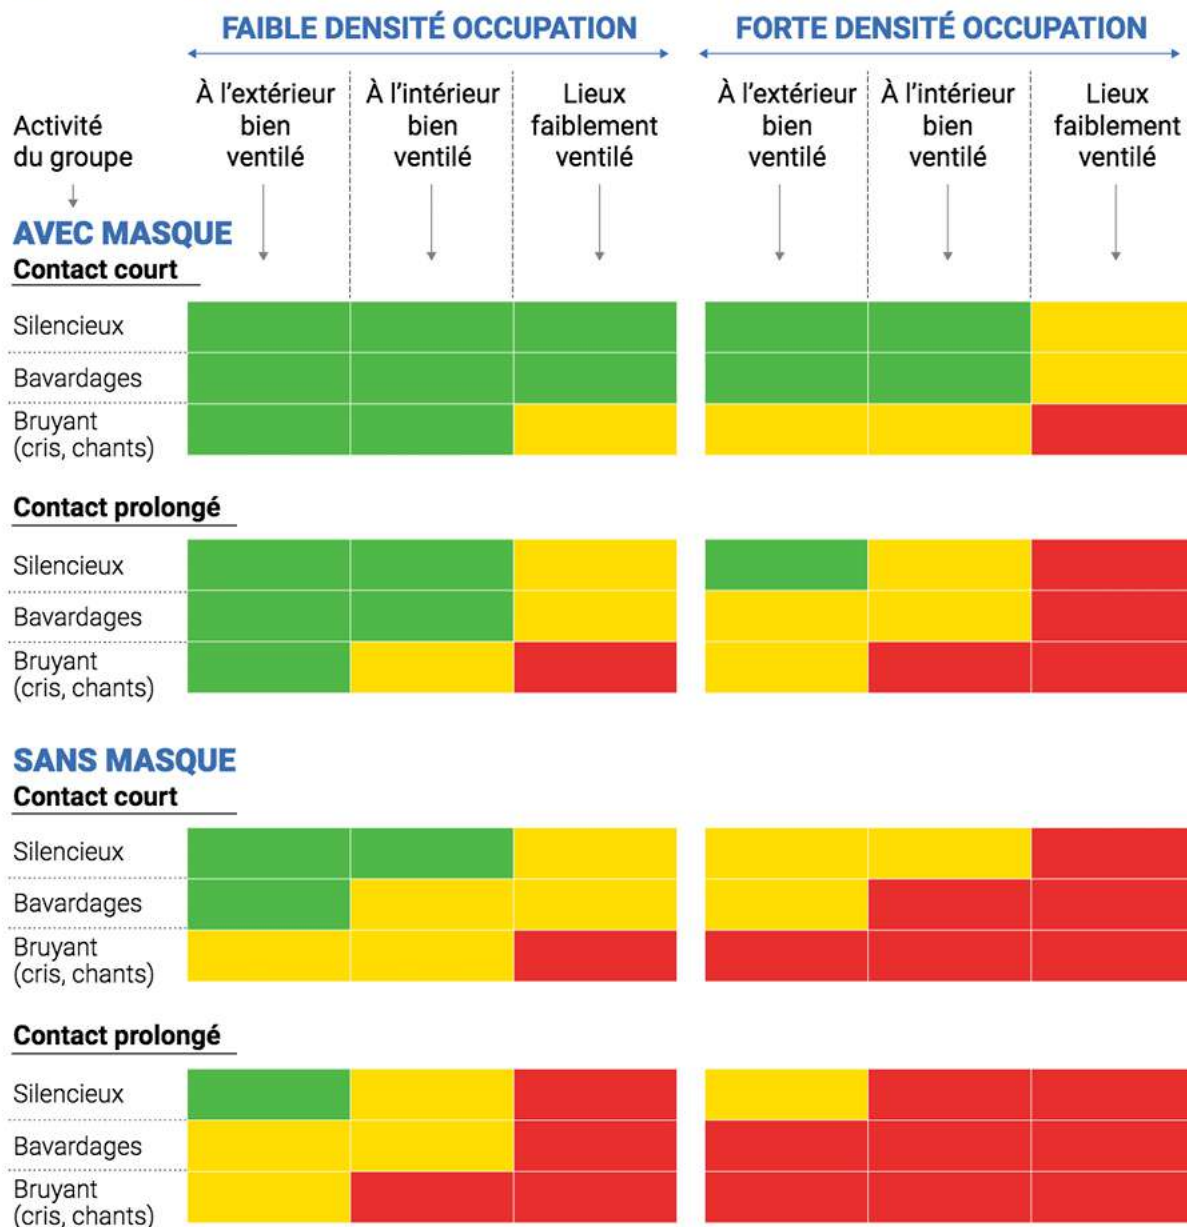 FAIBLE DENSITÉ OCCUPATION
FORTE DENSITÉ OCCUPATION
Activité
du groupe
À l'extérieur
bien
ventilé
À l'intérieur
bien
ventilé
Lieux
faiblement
ventilé
À l'extérieur
bien
ventilé
À l'intérieur
bien
ventilé
Lieux
faiblement
ventilé
AVEC MASQUE
Contact court
Silencieux
Bavardages
Bruyant
(cris, chants)
Contact prolongé
Silencieux
Bavardages
Bruyant
(cris, chants)
SANS MASQUE
Contact court
Silencieux
Bavardages
Bruyant
(cris, chants)
Contact prolongé
Silencieux
Bavardages
Bruyant
(cris, chants)